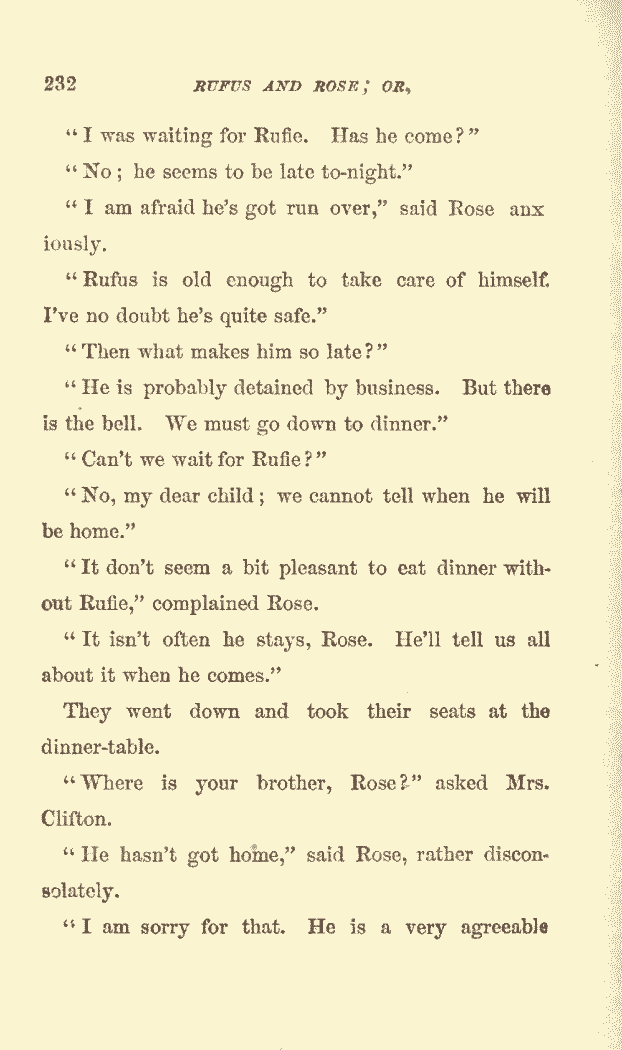 232 RUFUS AND ROSE; OR,
"I was waiting for Rufie. Has he come?"
"No; he seems to be late to-night."
"I am afraid he's got run over," said Rose anx
iously.
"Rufus is old enough to take care of himself.
I've no doubt he's quite safe."
"Then what makes him so late?"
"He is probably detained by business. But there
is the bell. We must go down to dinner."
"Can't we wait for Rufie?"
"No, my dear child; we cannot tell when he will
be home."
"It don't seem a bit pleasant to eat dinner with-
out Rufie," complained Rose.
"It isn't often he stays, Rose. He'll tell us all
about it when he comes."
They went down and took their seats at the
dinner-table.
"Where is your brother, Rose?" asked Mrs.
Clifton.
"He hasn't got home," said Rose, rather discon-
solately.
"I am sorry for that. He is a very agreeable